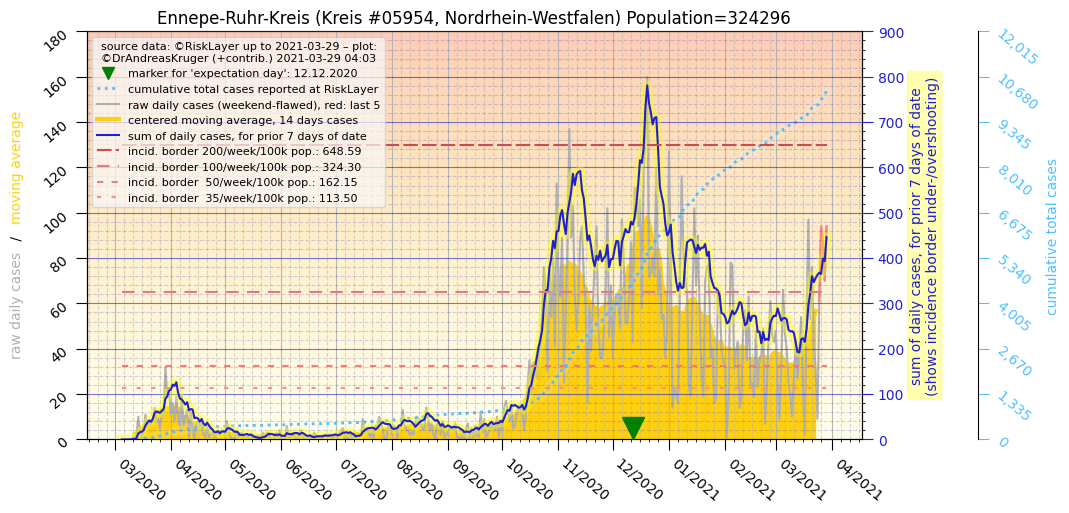 Ennepe-Ruhr-Kreis (Kreis #05954, Nordrhein-Westfalen) Population=324296
source data: ©RiskLayer up to 2021-03-29 – plot:
©DrAndreasKruger (+contrib.) 2021-03-29 04:03
marker for 'expectation day': 12.12.2020
cumulative total cases reported at RiskLayer
raw daily cases (weekend-flawed), red: last 5
centered moving average, 14 days cases
sum of daily cases, for prior 7 days of date
incid. border 200/week/100k pop.: 648.59
incid. border 100/week/100k pop.: 324.30
incid. border  50/week/100k pop.: 162.15
incid. border  35/week/100k pop.: 113.50
raw daily cases / moving average
180
160
140
120
100
80
60
40
20
0
03/2020
04/2020
05/2020
06/2020
07/2020
08/2020
09/2020
10/2020
11/2020
12/2020
01/2021
02/2021
03/2021
04/2021
900
800
700
600
500
400
300
200
100
0
sum of daily cases, for prior 7 days of date
(shows incidence border under-/overshooting)
12,015
10,680
9,345
8,010
6,675
5,340
4,005
2,670
1,335
0
cumulative total cases